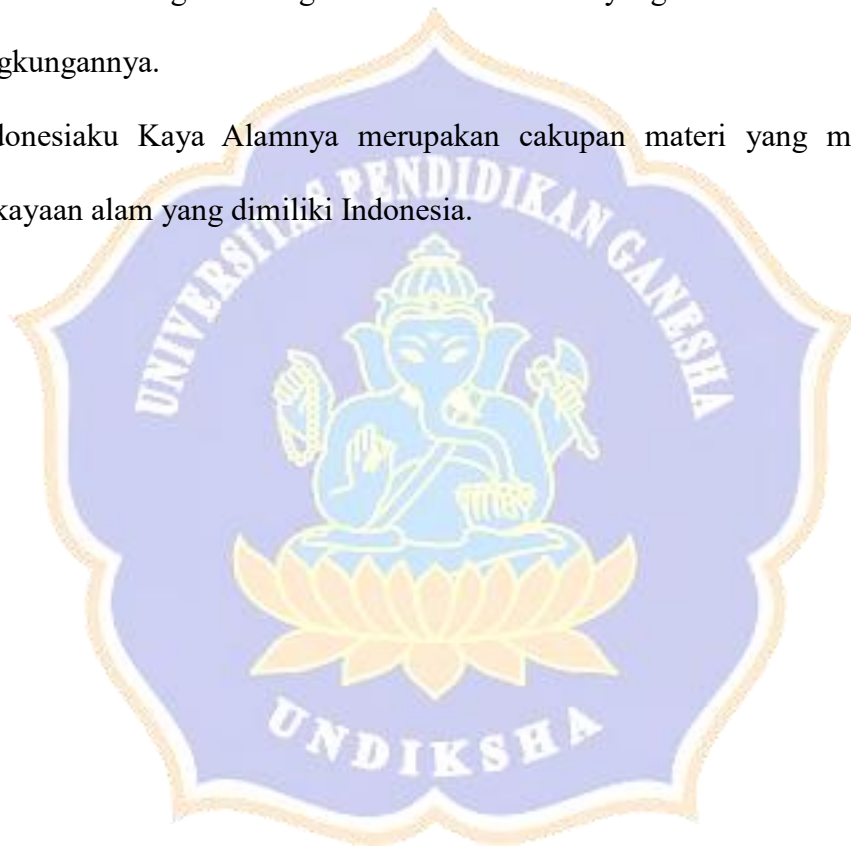 gkungannya.
donesiaku Kaya Alamnya merupakan cakupan materi yang m
kayaan alam yang dimiliki Indonesia.
UNIVERSITAS PENDIDIKAN GANESHA
UNDIKSHA